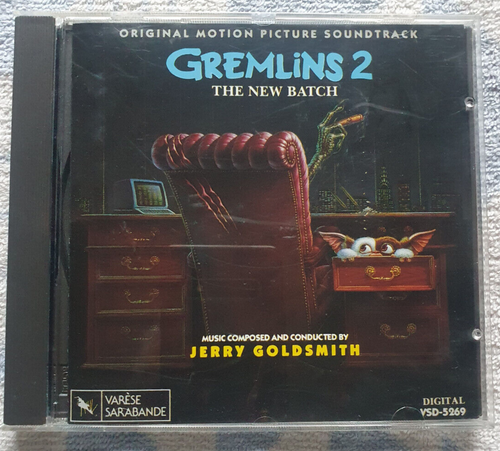 ORIGINAL MOTION PICTURE SOUNDTRACK
GREMLiNS 2
THE NEW BATCH
MUSIC COMPOSED AND CONDUCTED BY
JERRY GOLDSMITH
VARÈSE
SARABANDE
DIGITAL
VSD-5269